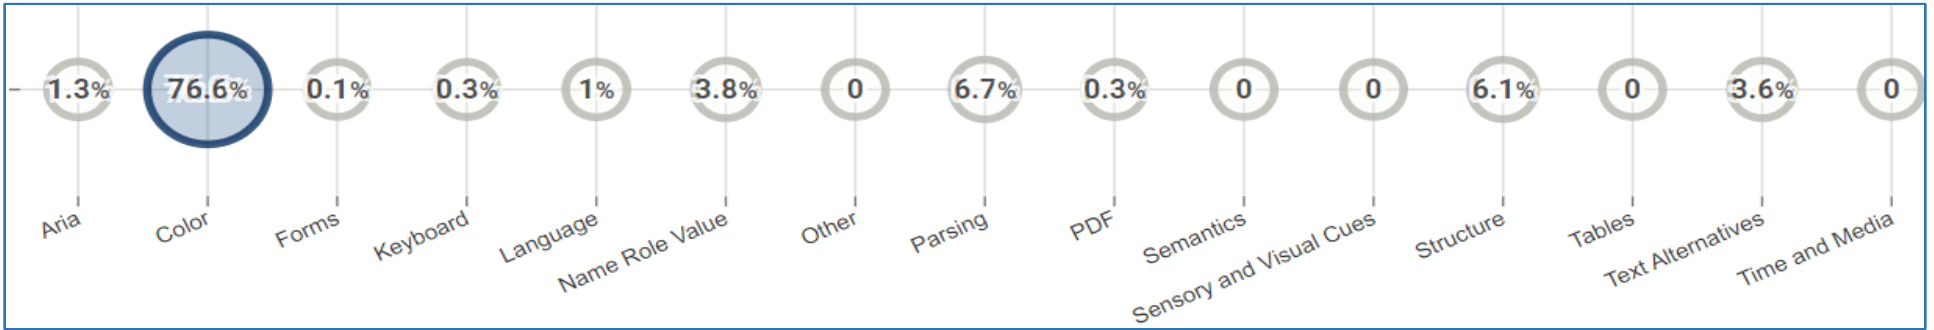 1.3% 76.6% 0.1% 0.3% 1% 3.8% 0 6.7% 0.3% 0 0 6.1% 0 3.6% 0
Aria
Color
Forms
Keyboard
Language
Name Role Value
Other
Parsing
PDF
Semantics
Sensory and Visual Cues
Structure
Tables
Text Alternatives
Time and Media